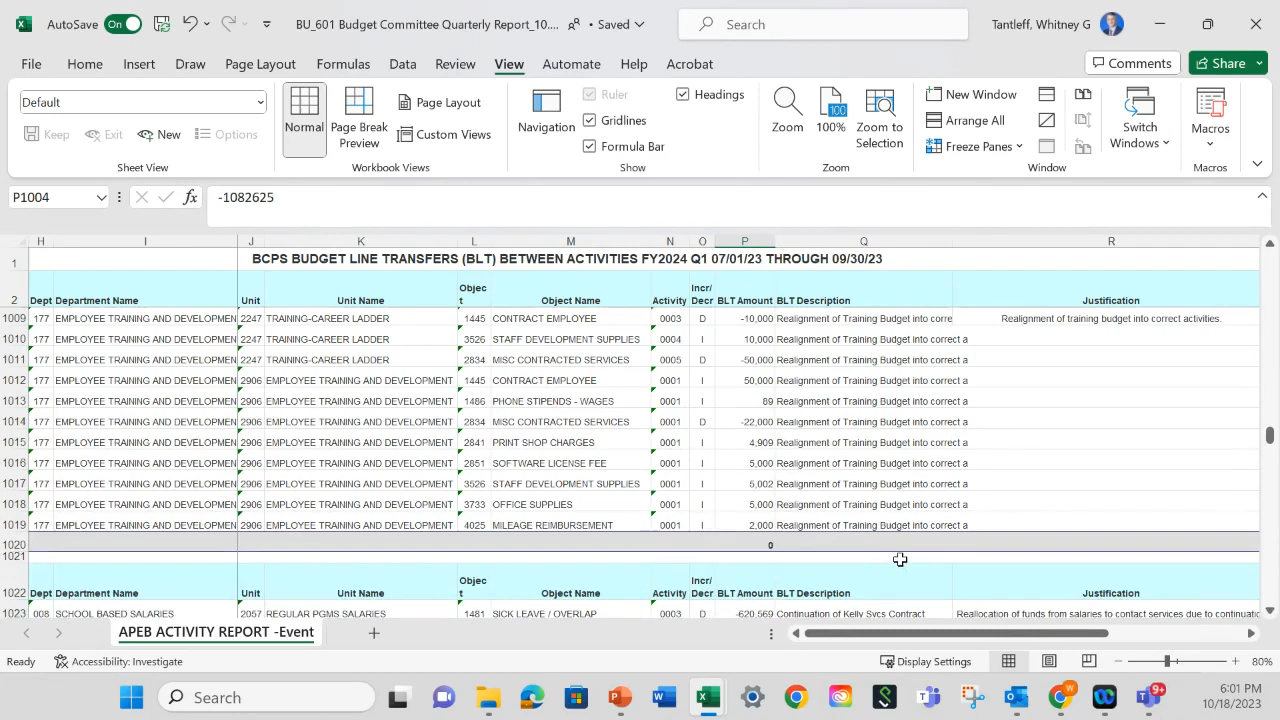 AutoSave On BU_601 Budget Committee Quarterly Report_10.... • Saved Search Tantleff, Whitney G
File Home Insert Draw Page Layout Formulas Data Review View Automate Help Acrobat Comments Share
Default
Keep Exit New Options
Sheet View
Normal Page Break Preview Page Layout Custom Views
Workbook Views
Navigation Ruler Gridlines Formula Bar Headings
Show
Zoom 100% Zoom to Selection
Zoom
New Window Arrange All Freeze Panes Switch Windows
Window
Macros
Macros
P1004 fx -1082625
H I J K L M N O P Q R
1 BCPS BUDGET LINE TRANSFERS (BLT) BETWEEN ACTIVITIES FY2024 Q1 07/01/23 THROUGH 09/30/23
2 Dept Department Name Unit Unit Name Object Object Name Activity Incr/Decr BLT Amount BLT Description Justification
1009 177 EMPLOYEE TRAINING AND DEVELOPMEN 2247 TRAINING-CAREER LADDER 1445 CONTRACT EMPLOYEE 0003 D -10,000 Realignment of Training Budget into corre Realignment of training budget into correct activities.
1010 177 EMPLOYEE TRAINING AND DEVELOPMEN 2247 TRAINING-CAREER LADDER 3526 STAFF DEVELOPMENT SUPPLIES 0004 I 10,000 Realignment of Training Budget into correct a
1011 177 EMPLOYEE TRAINING AND DEVELOPMEN 2247 TRAINING-CAREER LADDER 2834 MISC CONTRACTED SERVICES 0005 D -50,000 Realignment of Training Budget into correct a
1012 177 EMPLOYEE TRAINING AND DEVELOPMEN 2906 EMPLOYEE TRAINING AND DEVELOPMENT 1445 CONTRACT EMPLOYEE 0001 I 50,000 Realignment of Training Budget into correct a
1013 177 EMPLOYEE TRAINING AND DEVELOPMEN 2906 EMPLOYEE TRAINING AND DEVELOPMENT 1486 PHONE STIPENDS - WAGES 0001 I 89 Realignment of Training Budget into correct a
1014 177 EMPLOYEE TRAINING AND DEVELOPMEN 2906 EMPLOYEE TRAINING AND DEVELOPMENT 2834 MISC CONTRACTED SERVICES 0001 D -22,000 Realignment of Training Budget into correct a
1015 177 EMPLOYEE TRAINING AND DEVELOPMEN 2906 EMPLOYEE TRAINING AND DEVELOPMENT 2841 PRINT SHOP CHARGES 0001 I 4,909 Realignment of Training Budget into correct a
1016 177 EMPLOYEE TRAINING AND DEVELOPMEN 2906 EMPLOYEE TRAINING AND DEVELOPMENT 2851 SOFTWARE LICENSE FEE 0001 I 5,000 Realignment of Training Budget into correct a
1017 177 EMPLOYEE TRAINING AND DEVELOPMEN 2906 EMPLOYEE TRAINING AND DEVELOPMENT 3526 STAFF DEVELOPMENT SUPPLIES 0001 I 5,002 Realignment of Training Budget into correct a
1018 177 EMPLOYEE TRAINING AND DEVELOPMEN 2906 EMPLOYEE TRAINING AND DEVELOPMENT 3733 OFFICE SUPPLIES 0001 I 5,000 Realignment of Training Budget into correct a
1019 177 EMPLOYEE TRAINING AND DEVELOPMEN 2906 EMPLOYEE TRAINING AND DEVELOPMENT 4025 MILEAGE REIMBURSEMENT 0001 I 2,000 Realignment of Training Budget into correct a
1020 0
1021
1022 Dept Department Name Unit Unit Name Object Object Name Activity Incr/Decr BLT Amount BLT Description Justification
1023 008 SCHOOL BASED SALARIES 2057 REGULAR PGMS SALARIES 1481 SICK LEAVE / OVERLAP 0003 D -620,569 Continuation of Kelly Svcs Contract Reallocation of funds from salaries to contact services due to continuatio
APEB ACTIVITY REPORT -Event
Ready Accessibility: Investigate Display Settings 80%
Search 9+ 6:01 PM
10/18/2023